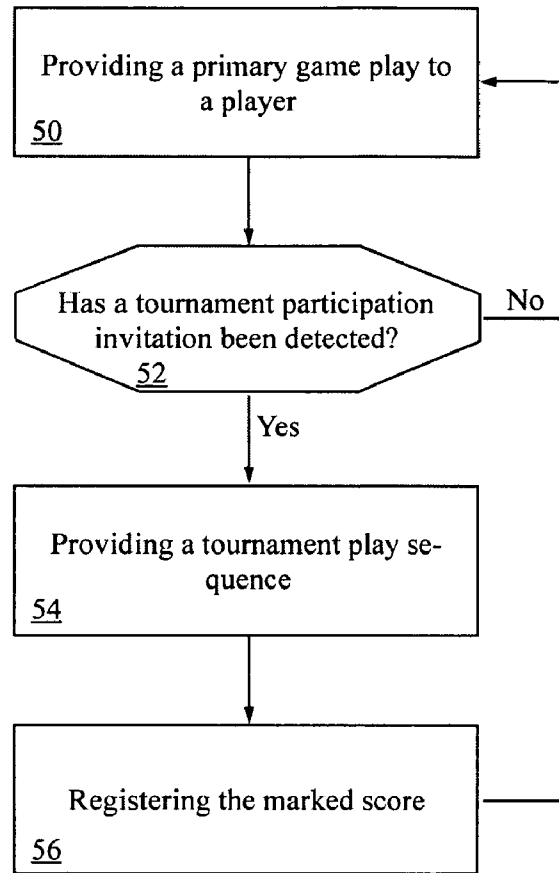 Providing a primary game play to
a player
50
Has a tournament participation
invitation been detected?
52
No
Yes
Providing a tournament play se-
quence
54
Registering the marked score
56